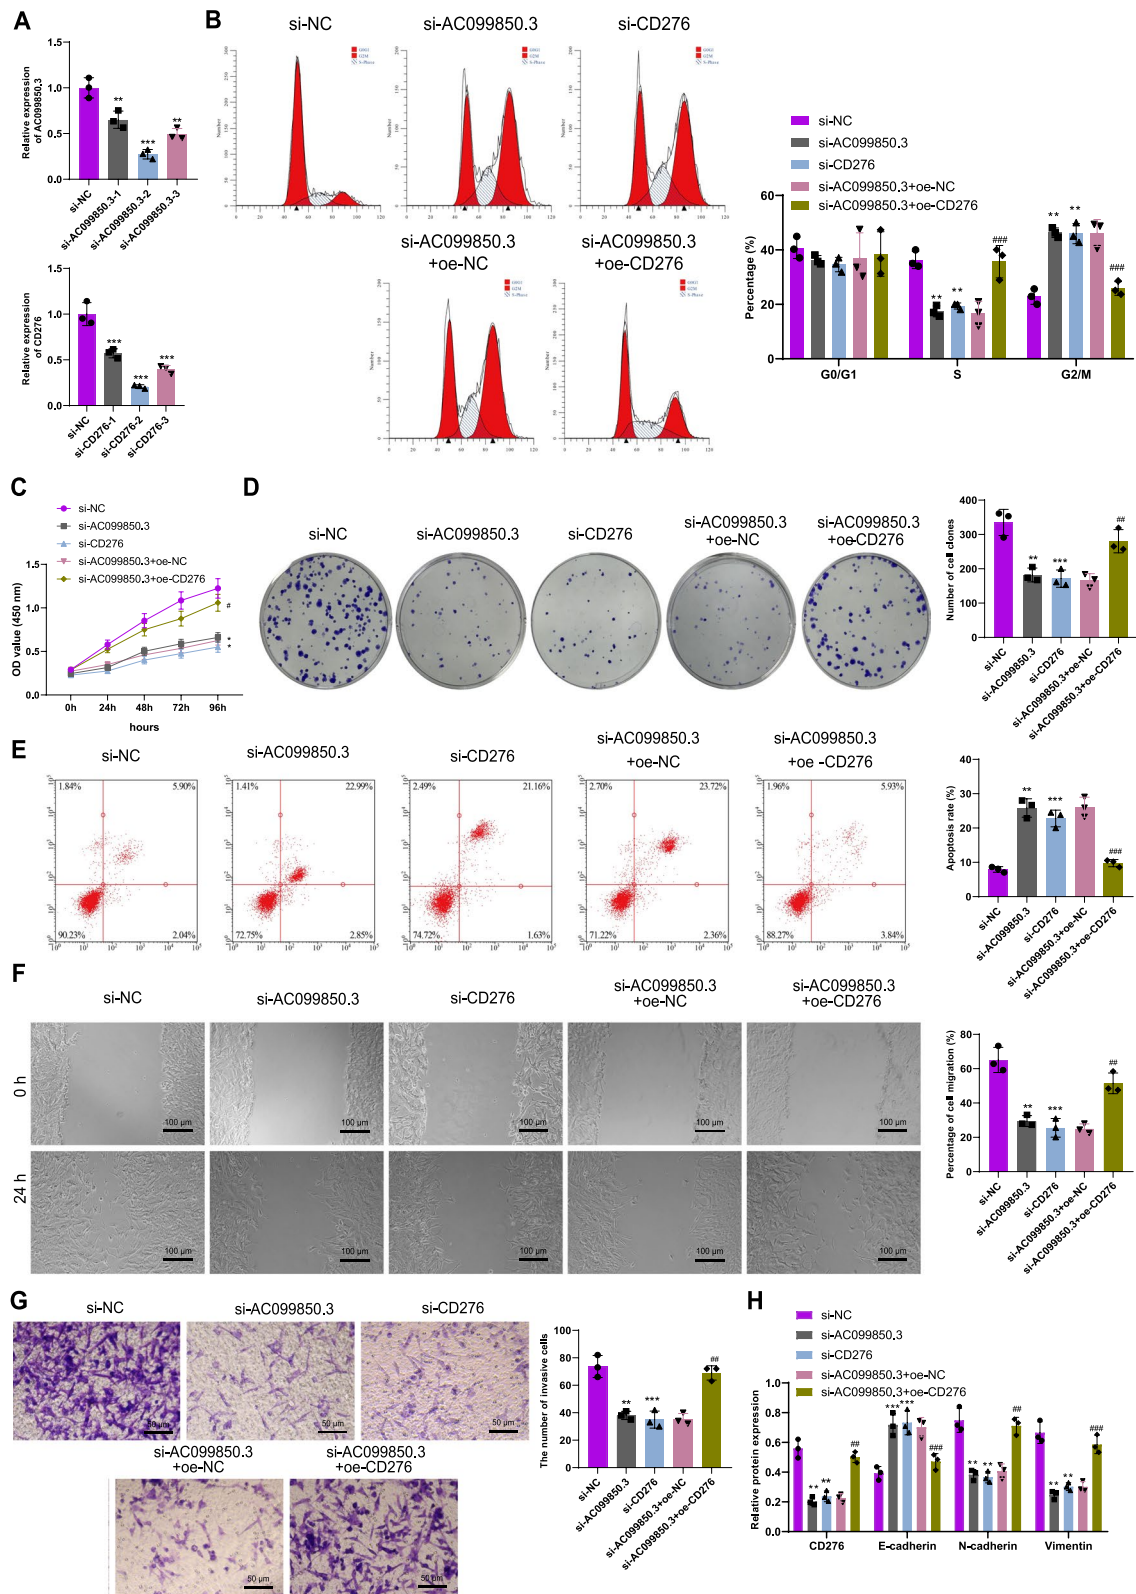 A
Relative expression
of AC099850.3
1.5
1.0
0.5
0.0
**
***
**
si-NC
si-AC099850.3-1
si-AC099850.3-2
si-AC099850.3-3
Relative expression
of CD276
1.5
1.0
0.5
0.0
***
***
***
si-NC
si-CD276-1
si-CD276-2
si-CD276-3
B
si-NC
si-AC099850.3
si-CD276
si-AC099850.3
+oe-NC
si-AC099850.3
+oe-CD276
G0/G1
G2/M
S-Phase
Number
0 20 40 60 80 100 120
si-NC
si-AC099850.3
si-CD276
si-AC099850.3+oe-NC
si-AC099850.3+oe-CD276
Percentage (%)
60
40
20
0
** **
###
** **
###
G0/G1 S G2/M
C
si-NC
si-AC099850.3
si-CD276
si-AC099850.3+oe-NC
si-AC099850.3+oe-CD276
OD value (450 nm)
1.5
1.0
0.5
0.0
#
*
*
0h 24h 48h 72h 96h
hours
D
si-NC
si-AC099850.3
si-CD276
si-AC099850.3
+oe-NC
si-AC099850.3
+oe-CD276
Number of cell clones
400
300
200
100
0
**
***
##
si-NC
si-AC099850.3
si-CD276
si-AC099850.3+oe-NC
si-AC099850.3+oe-CD276
E
si-NC
si-AC099850.3
si-CD276
si-AC099850.3
+oe-NC
si-AC099850.3
+oe -CD276
1.84% 5.90%
90.23% 2.04%
1.41% 22.99%
72.75% 2.85%
2.49% 21.16%
74.72% 1.63%
2.70% 23.72%
71.22% 2.36%
1.96% 5.93%
88.27% 3.84%
Apoptosis rate (%)
40
30
20
10
0
**
***
###
si-NC
si-AC099850.3
si-CD276
si-AC099850.3+oe-NC
si-AC099850.3+oe-CD276
F
si-NC
si-AC099850.3
si-CD276
si-AC099850.3
+oe-NC
si-AC099850.3
+oe-CD276
0 h
100 μm
100 μm
100 μm
100 μm
100 μm
24 h
100 μm
100 μm
100 μm
100 μm
100 μm
Percentage of cell migration (%)
80
60
40
20
0
**
***
##
si-NC
si-AC099850.3
si-CD276
si-AC099850.3+oe-NC
si-AC099850.3+oe-CD276
G
si-NC
si-AC099850.3
si-CD276
50 μm
50 μm
50 μm
si-AC099850.3
+oe-NC
si-AC099850.3
+oe-CD276
50 μm
50 μm
The number of invasive cells
100
80
60
40
20
0
**
***
##
si-NC
si-AC099850.3
si-CD276
si-AC099850.3+oe-NC
si-AC099850.3+oe-CD276
H
si-NC
si-AC099850.3
si-CD276
si-AC099850.3+oe-NC
si-AC099850.3+oe-CD276
Relative protein expression
1.0
0.8
0.6
0.4
0.2
0.0
** ** ##
*** *** ###
** ** ##
** ** ###
CD276 E-cadherin N-cadherin Vimentin